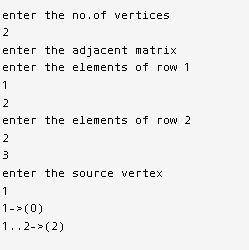 enter the no.of vertices
2
enter the adjacent matrix
enter the elements of row 1
1
2
enter the elements of row 2
2
3
enter the source vertex
1
1->(0)
1..2->(2)